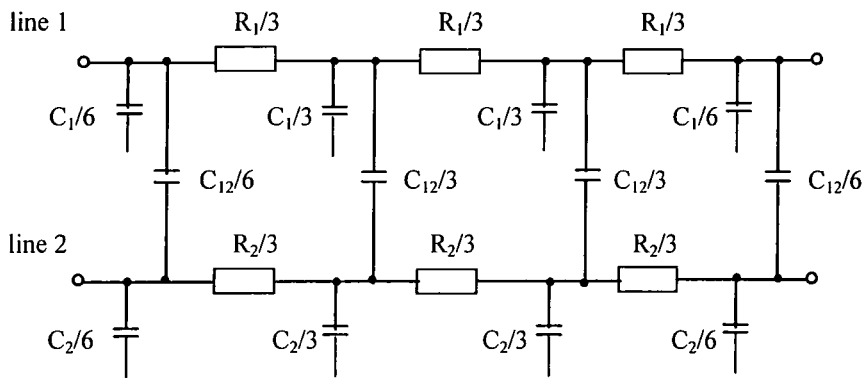 line 1
R₁/3 R₁/3 R₁/3
C₁/6 C₁/3 C₁/3 C₁/6
C₁₂/6 C₁₂/3 C₁₂/3 C₁₂/6
line 2
R₂/3 R₂/3 R₂/3
C₂/6 C₂/3 C₂/3 C₂/6